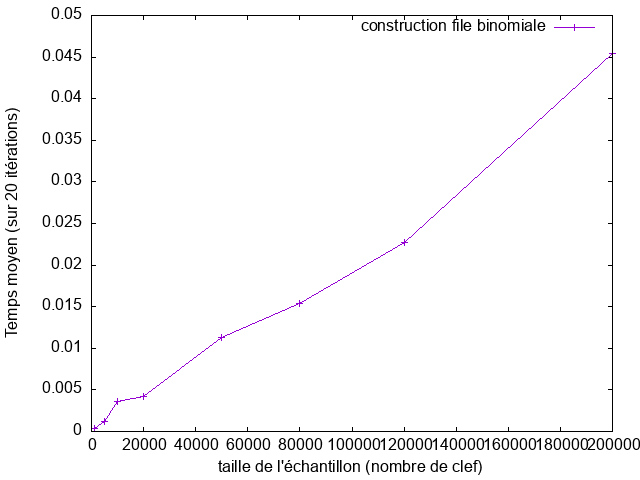 0.05
0.045
0.04
0.035
0.03
0.025
0.02
0.015
0.01
0.005
0
Temps moyen (sur 20 itérations)
construction file binomiale
0 20000 40000 60000 80000 100000 120000 140000 160000 180000 200000
taille de l'échantillon (nombre de clef)